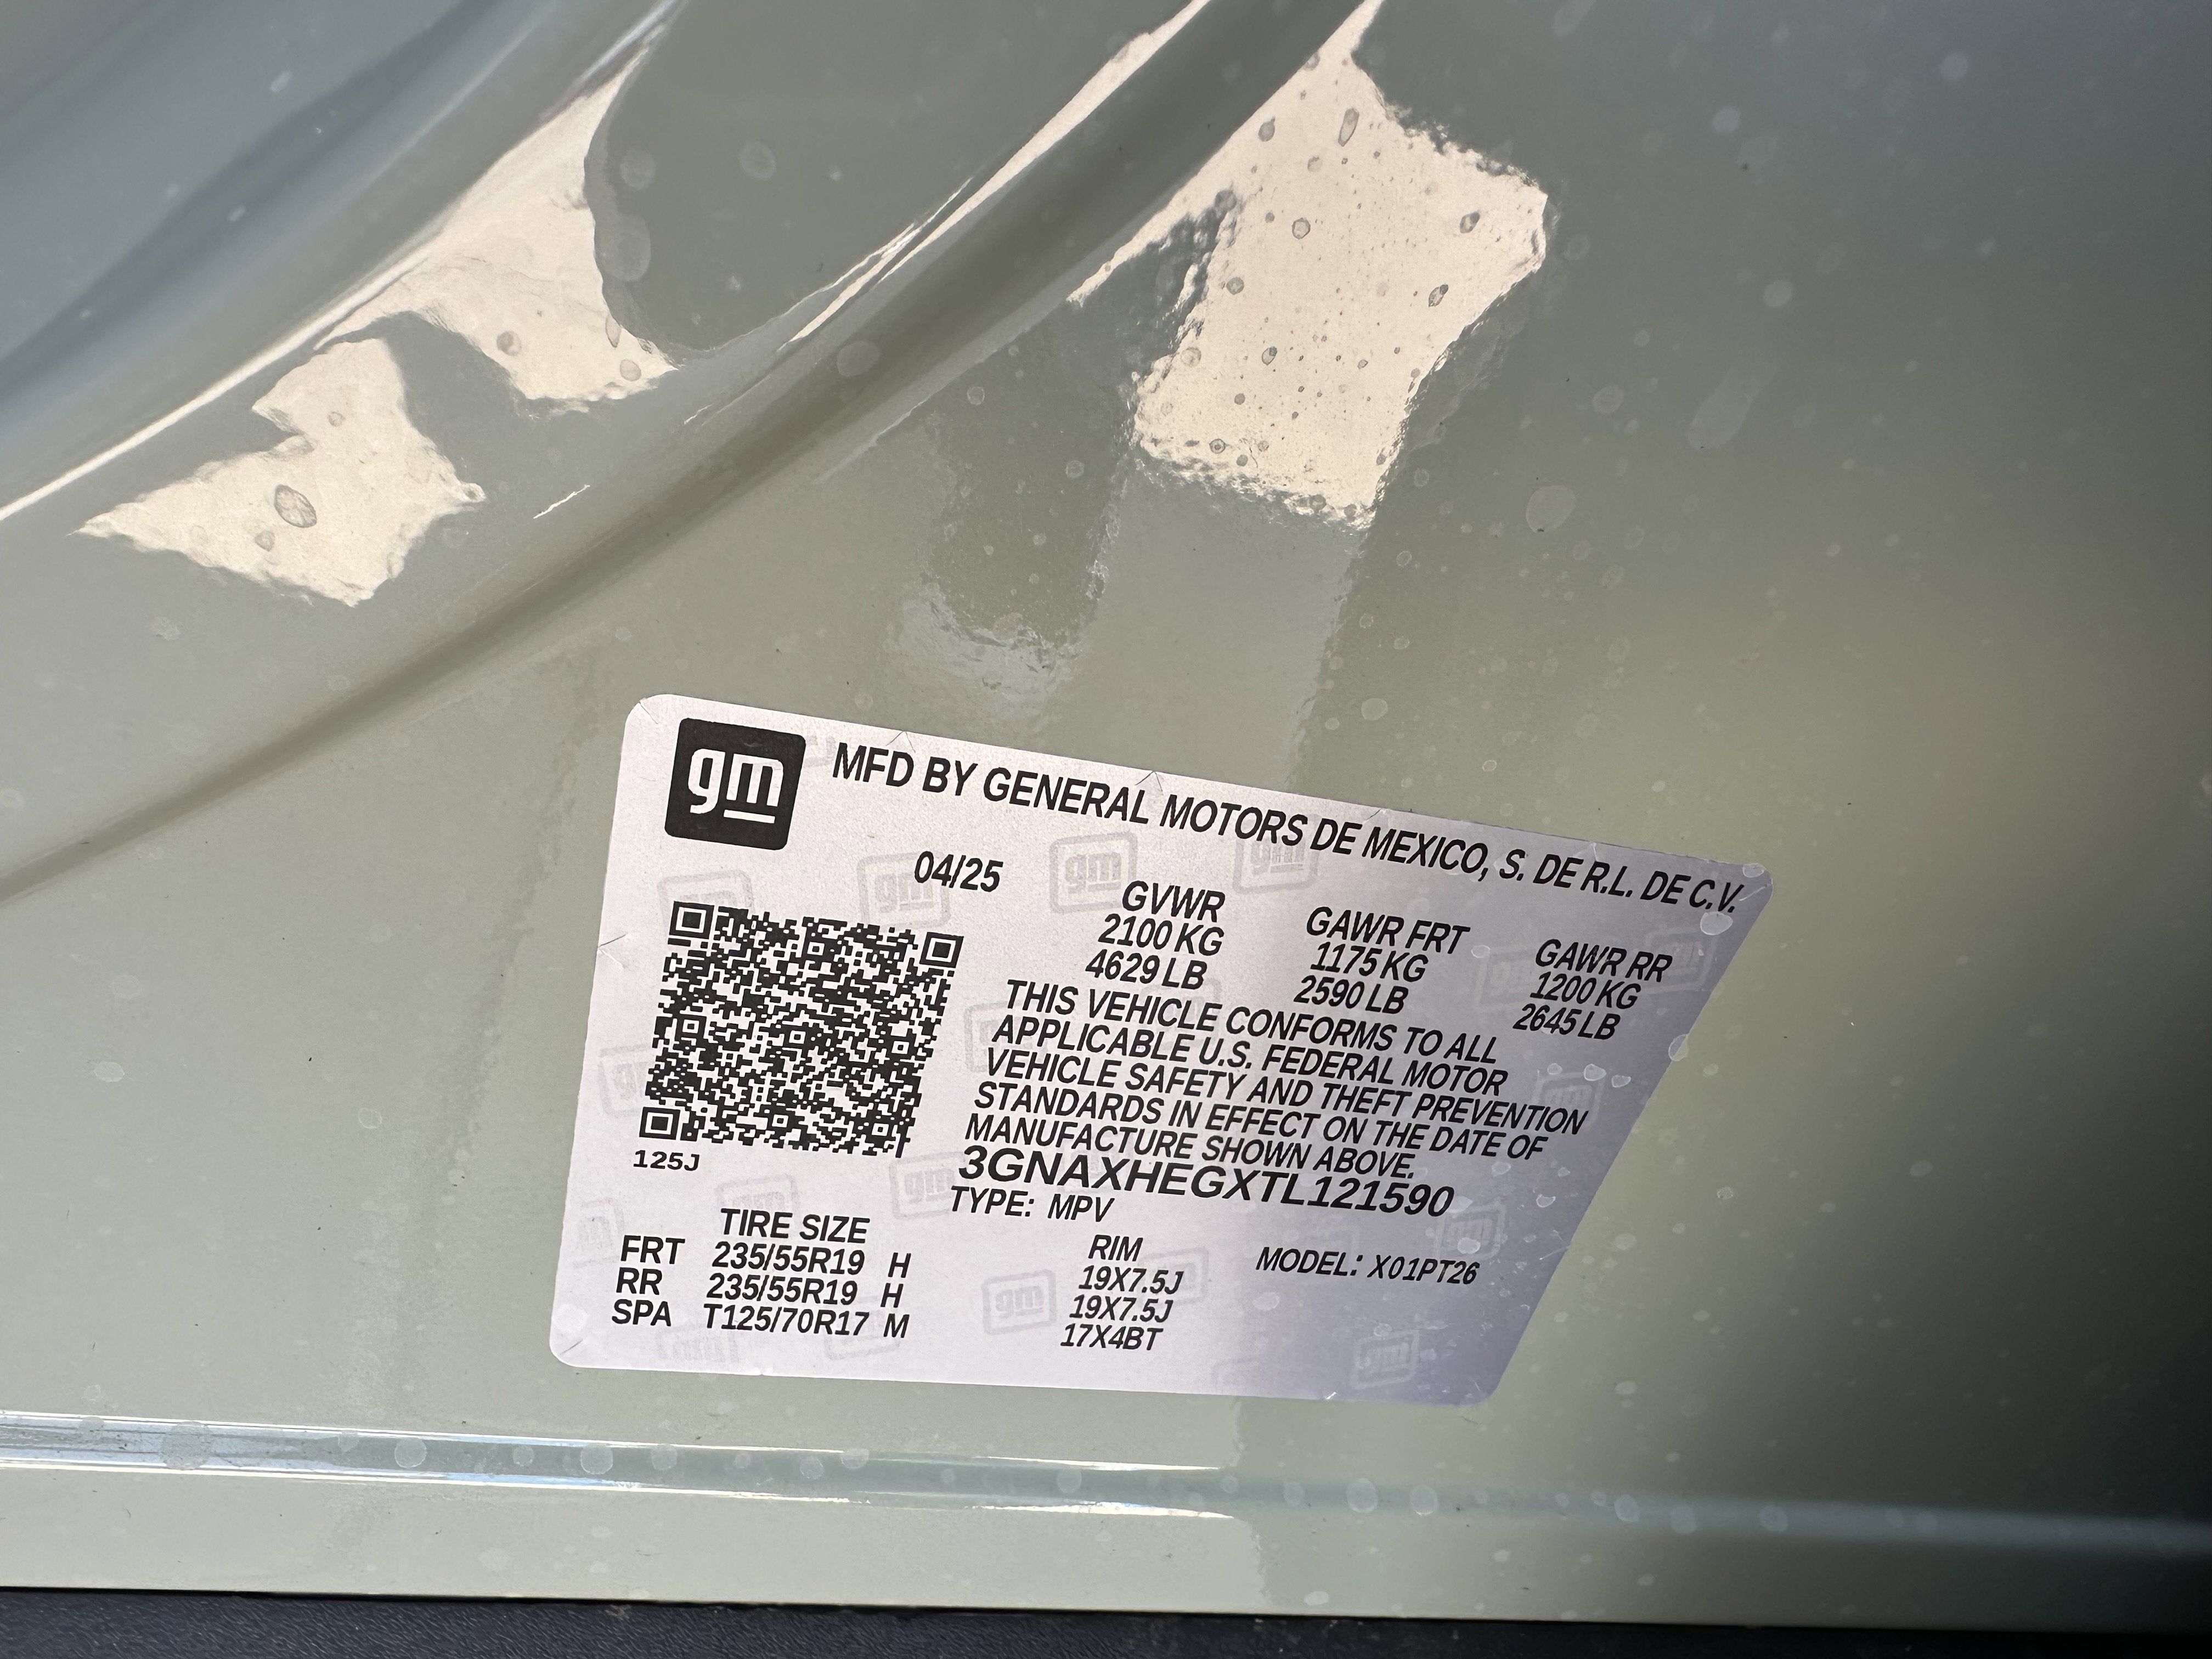 gm MFD BY GENERAL MOTORS DE MEXICO, S. DE R.L. DE C.V.
04/25
GVWR GAWR FRT GAWR RR
2100 KG 1175 KG 1200 KG
4629 LB 2590 LB 2645 LB
THIS VEHICLE CONFORMS TO ALL
APPLICABLE U.S. FEDERAL MOTOR
VEHICLE SAFETY AND THEFT PREVENTION
STANDARDS IN EFFECT ON THE DATE OF
MANUFACTURE SHOWN ABOVE.
3GNAXHEGXTL121590
125J
TYPE: MPV
TIRE SIZE RIM MODEL: X01PT26
FRT 235/55R19 H 19X7.5J
RR 235/55R19 H 19X7.5J
SPA T125/70R17 M 17X4BT